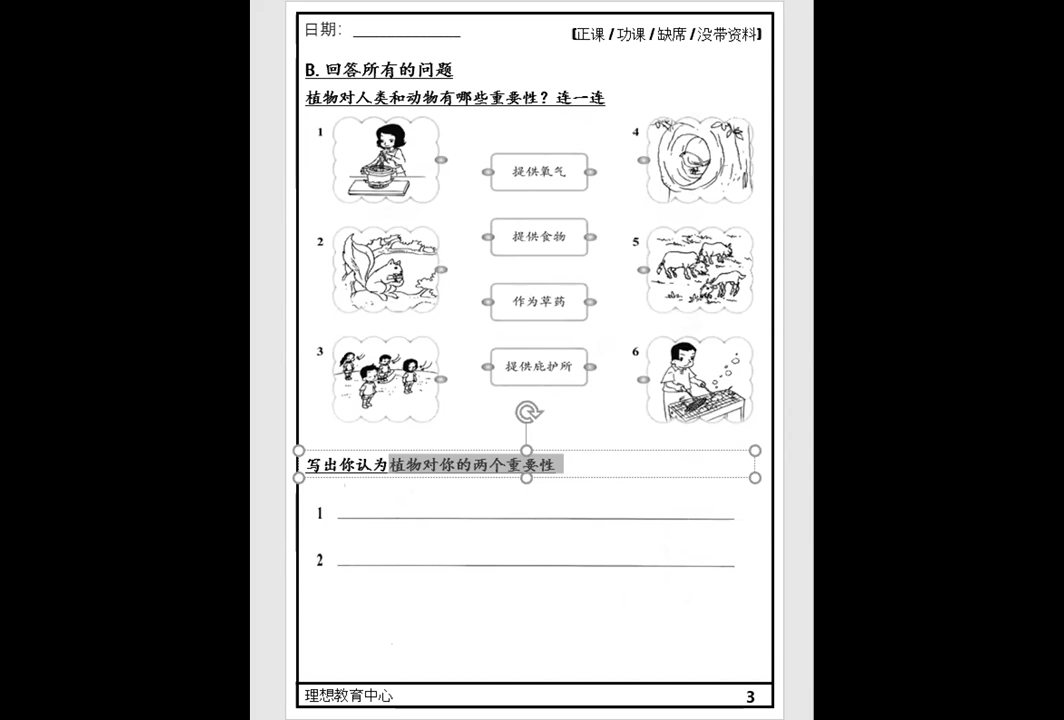 日期： ______________
【正课 / 功课 / 缺席 / 没带资料】
B. 回答所有的问题
植物对人类和动物有哪些重要性？连一连
1
4
提供氧气
2
提供食物
5
作为草药
3
提供庇护所
6
写出你认为植物对你的两个重要性
1
2
理想教育中心
3